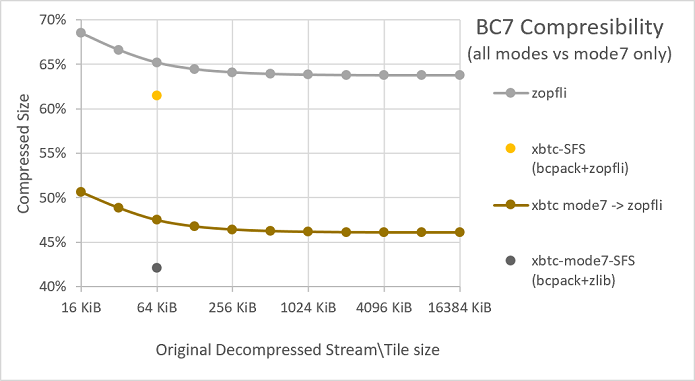 BC7 Compresibility
(all modes vs mode7 only)
70%
65%
60%
55%
50%
45%
40%
Compressed Size
16 KiB
64 KiB
256 KiB
1024 KiB
4096 KiB
16384 KiB
Original Decompressed Stream\Tile size
zopfli
xbtc-SFS
(bcpack+zopfli)
xbtc mode7 -> zopfli
xbtc-mode7-SFS
(bcpack+zlib)